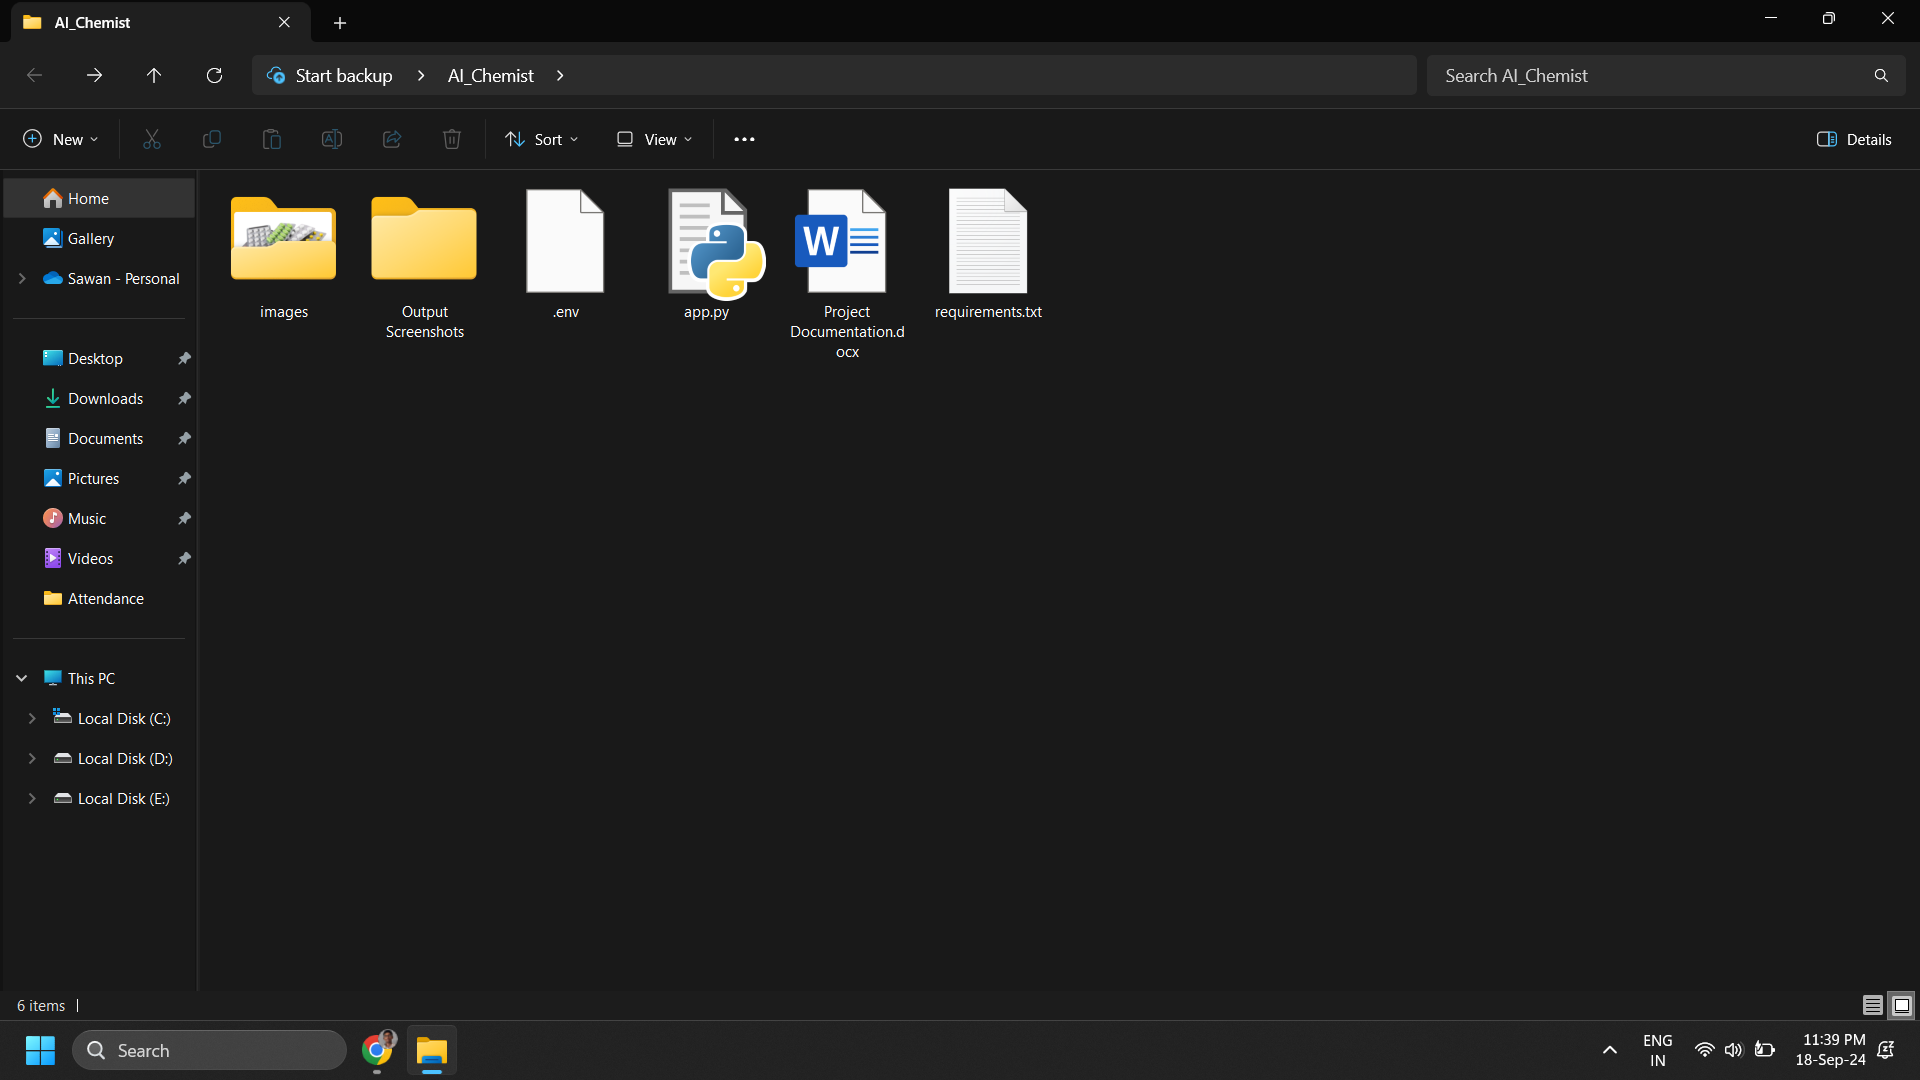 AI_Chemist
Start backup
AI_Chemist
Search AI_Chemist
New
Sort
View
Details
Home
Gallery
Sawan - Personal
Desktop
Downloads
Documents
Pictures
Music
Videos
Attendance
This PC
Local Disk (C:)
Local Disk (D:)
Local Disk (E:)
images
Output
Screenshots
.env
app.py
W
Project
Documentation.d
ocx
requirements.txt
6 items
Search
ENG
IN
11:39 PM
18-Sep-24